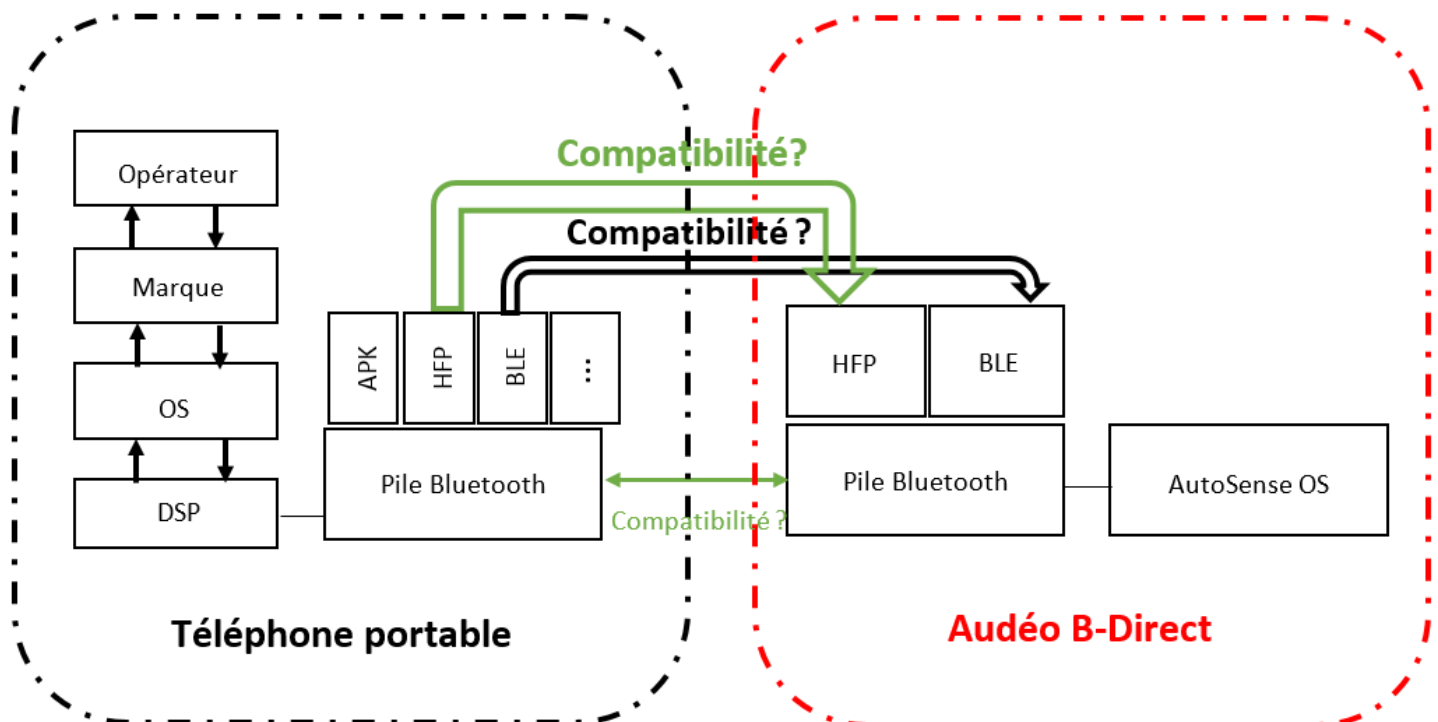 Compatibilité?
Opérateur
Compatibilité ?
Marque
APK
HFP
BLE
...
HFP
BLE
OS
Pile Bluetooth
Pile Bluetooth
AutoSense OS
DSP
Compatibilité ?
Téléphone portable
Audéo B-Direct